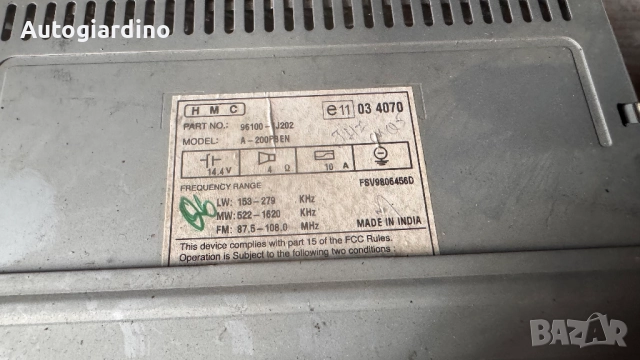 Autogiardino
HMC
e11 03 4070
PART NO.: 96100-1J202
MODEL: A-200PBEN
14.4V 4 Ω 10 A
FREQUENCY RANGE
FSV9806456D
LW: 153-279 KHz
MW: 522-1620 KHz
FM: 87.5-108.0 MHz
MADE IN INDIA
This device complies with part 15 of the FCC Rules.
Operation is Subject to the following two conditions
BAZAR